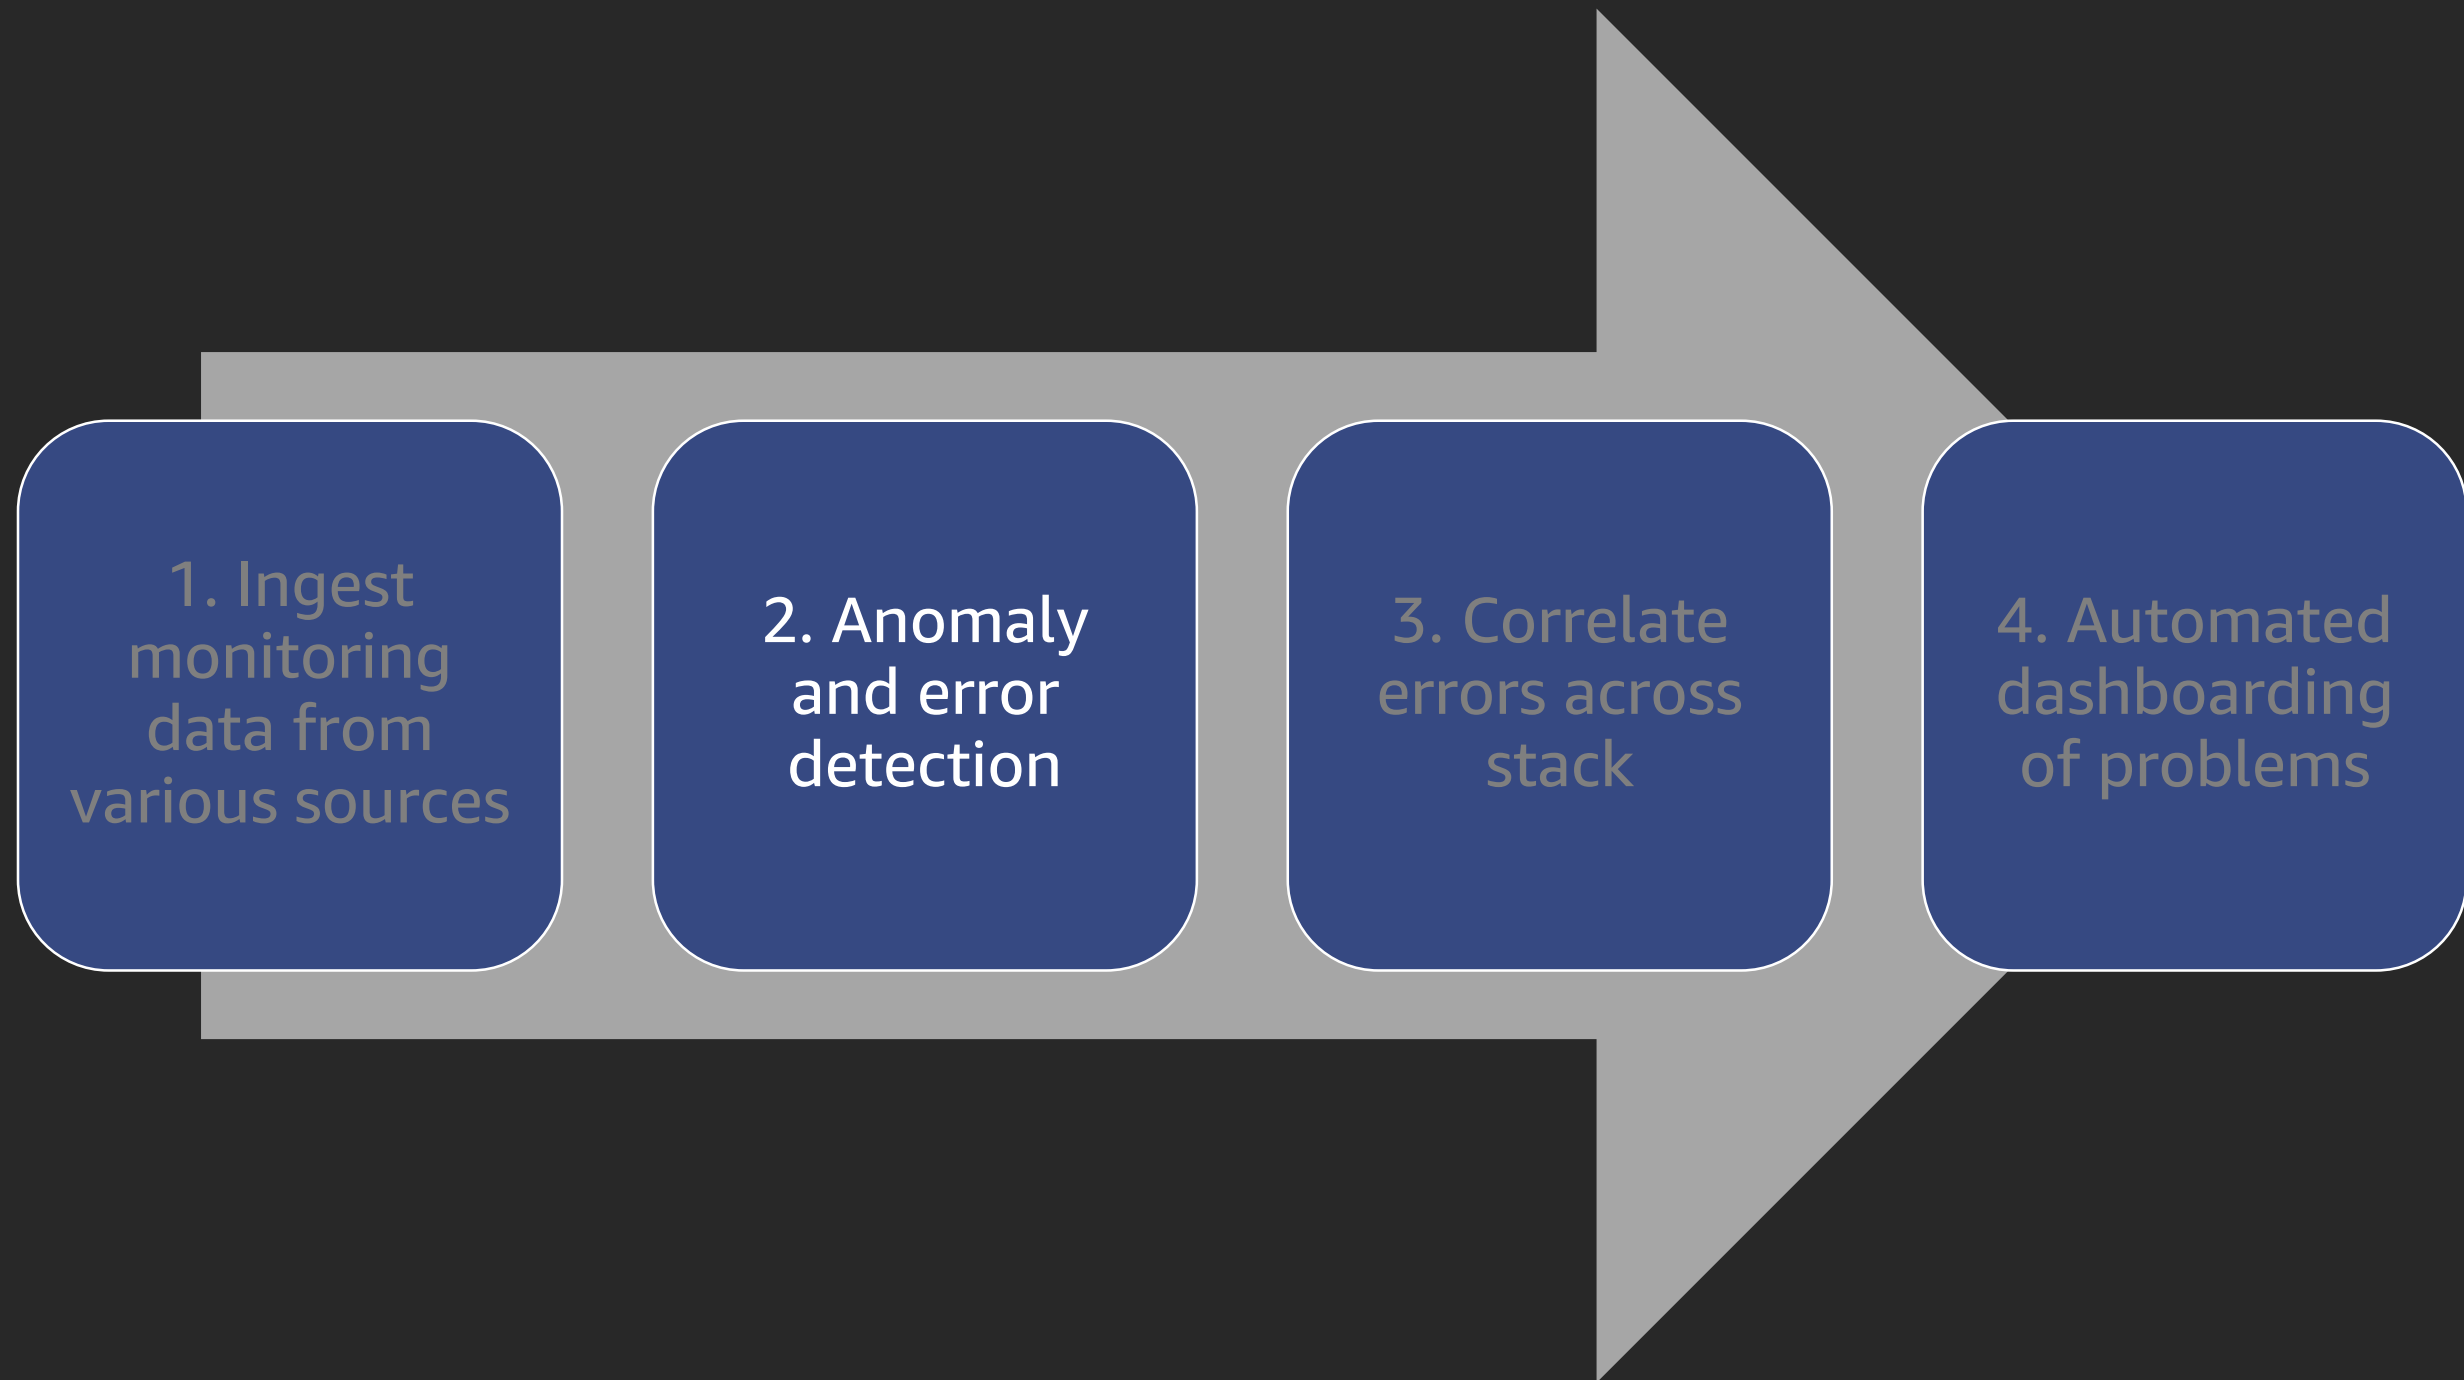 1. Ingest
monitoring
data from
various sources
2. Anomaly
and error
detection
3. Correlate
errors across
stack
4. Automated
dashboarding
of problems